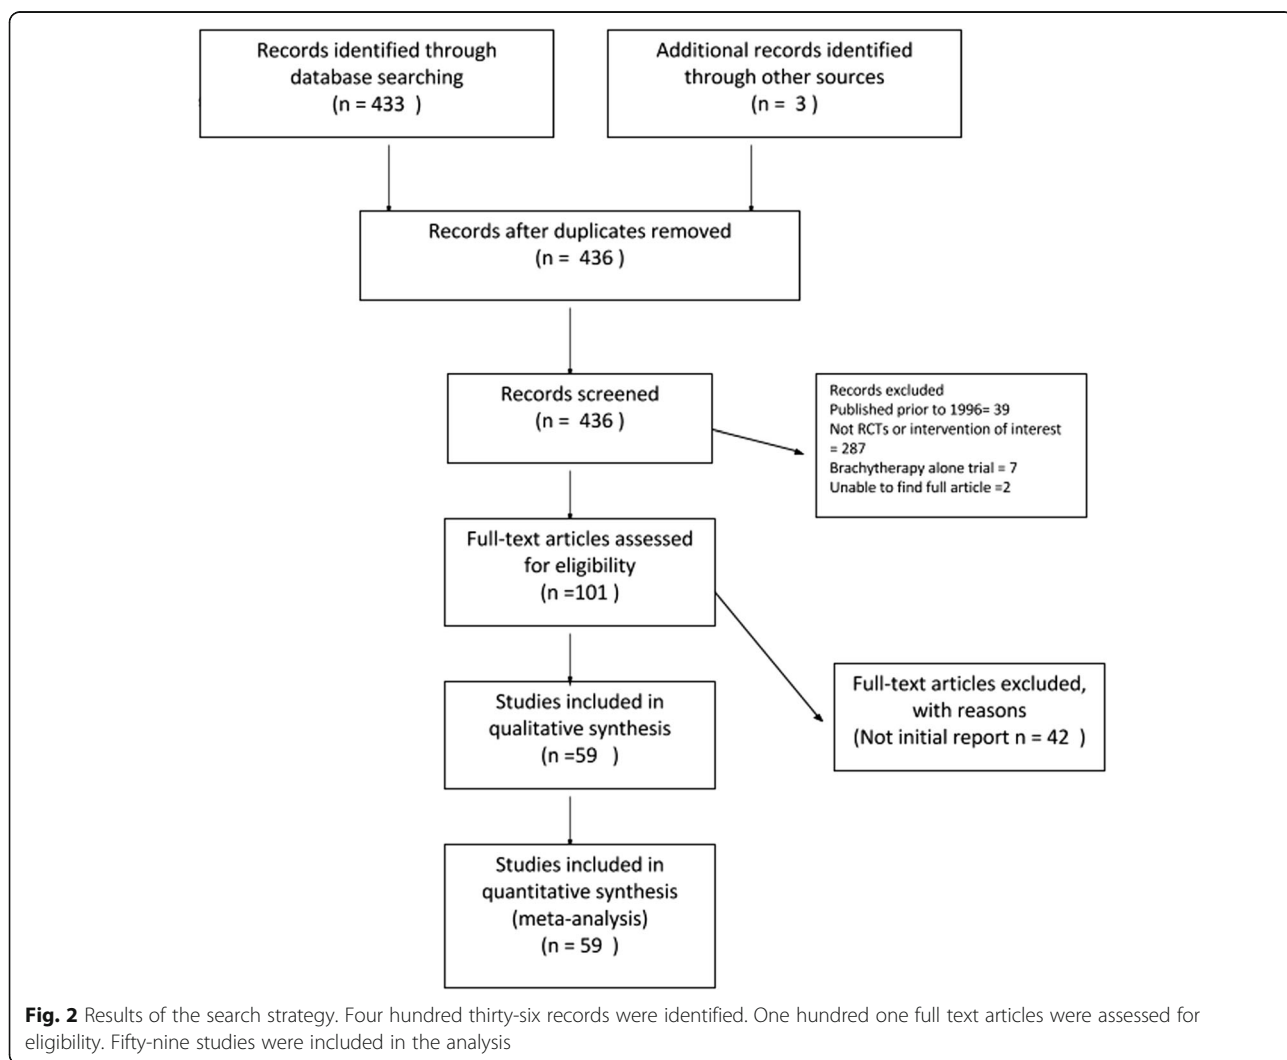 Records identified through
database searching
(n = 433  )
Additional records identified
through other sources
(n =  3 )
Records after duplicates removed
(n =  436 )
Records screened
(n =  436 )
Records excluded
Published prior to 1996= 39
Not RCTs or intervention of interest
= 287
Brachytherapy alone trial = 7
Unable to find full article =2
Full-text articles assessed
for eligibility
(n =101 )
Full-text articles excluded,
with reasons
(Not initial report n = 42  )
Studies included in
qualitative synthesis
(n =59  )
Studies included in
quantitative synthesis
(meta-analysis)
(n = 59  )
Fig. 2 Results of the search strategy. Four hundred thirty-six records were identified. One hundred one full text articles were assessed for
eligibility. Fifty-nine studies were included in the analysis